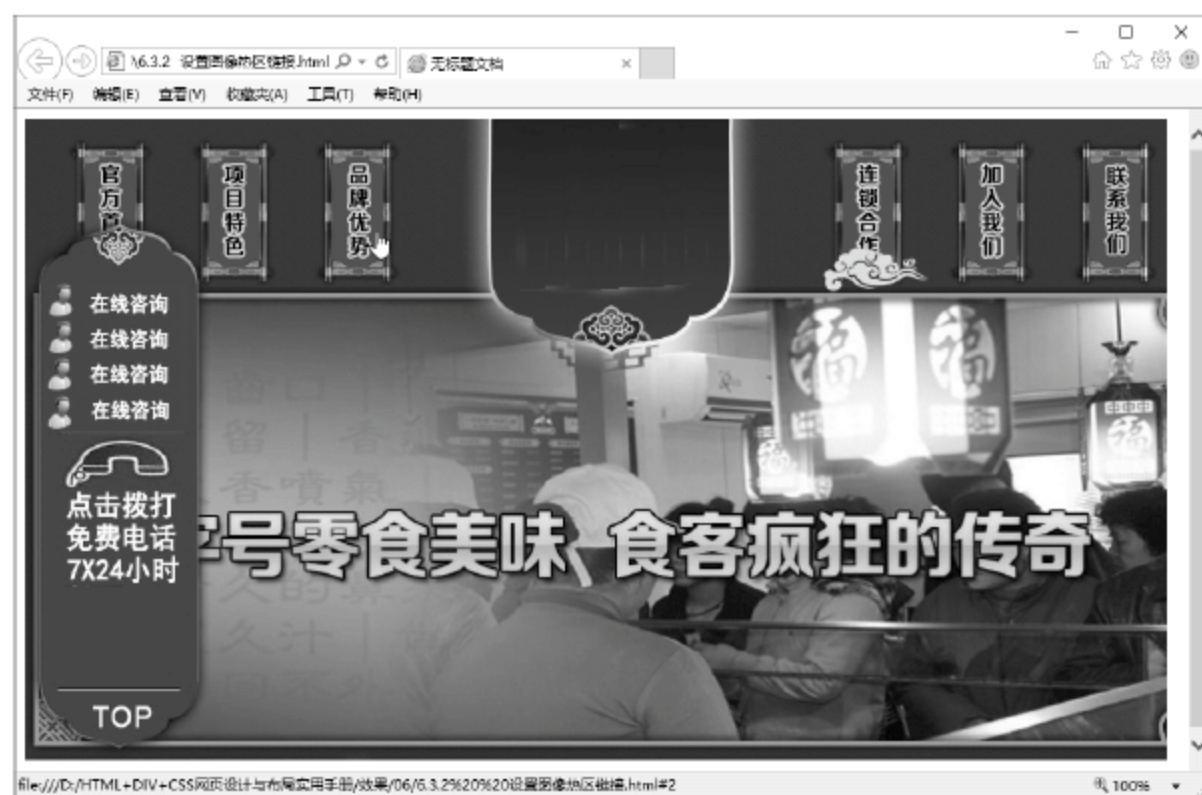 \6.3.2 设置图像热区链接.html
无标题文档
文件(F) 编辑(E) 查看(V) 收藏夹(A) 工具(T) 帮助(H)
官方首
项目特色
品牌优势
连锁合作
加入我们
联系我们
在线咨询
在线咨询
在线咨询
在线咨询
点击拨打
免费电话
7X24小时
字号零食美味 食客疯狂的传奇
福
福
福
TOP
file:///D:/HTML+DIV+CSS网页设计与布局实用手册/效果/06/6.3.2%20%20设置图像热区链接.html#2
100%